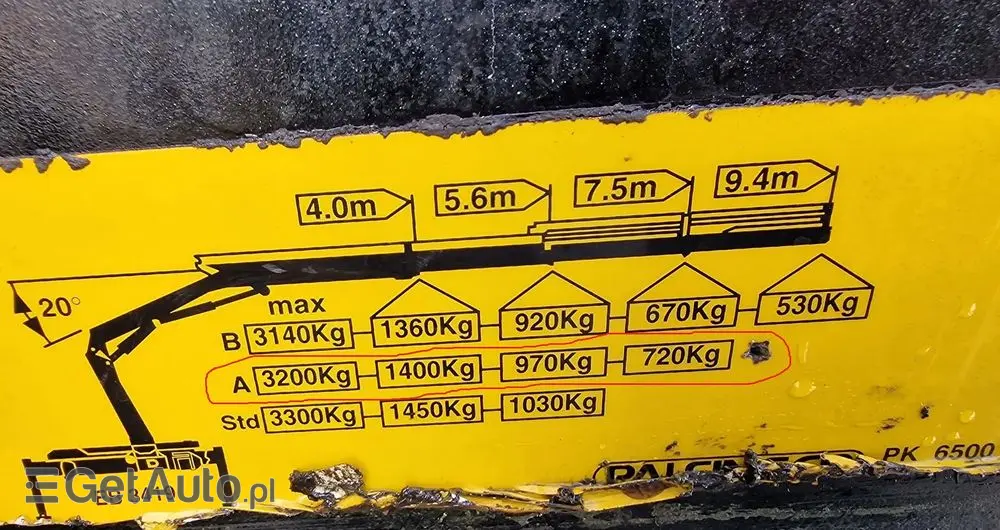 4.0m 5.6m 7.5m 9.4m
20°
max
B 3140Kg 1360Kg 920Kg 670Kg 530Kg
A 3200Kg 1400Kg 970Kg 720Kg
Std 3300Kg 1450Kg 1030Kg
PK 6500
GetAuto.pl